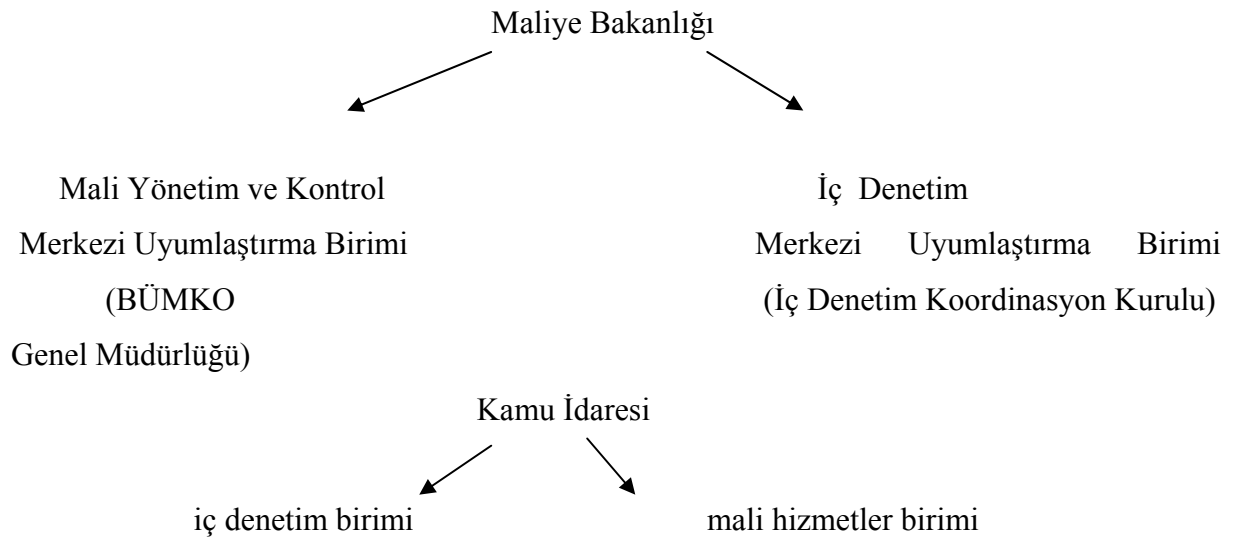 Maliye Bakanlığı
Mali Yönetim ve Kontrol
Merkezi Uyumlaştırma Birimi
(BÜMKO
Genel Müdürlüğü)
İç Denetim
Merkezi Uyumlaştırma Birimi
(İç Denetim Koordinasyon Kurulu)
Kamu İdaresi
iç denetim birimi
mali hizmetler birimi